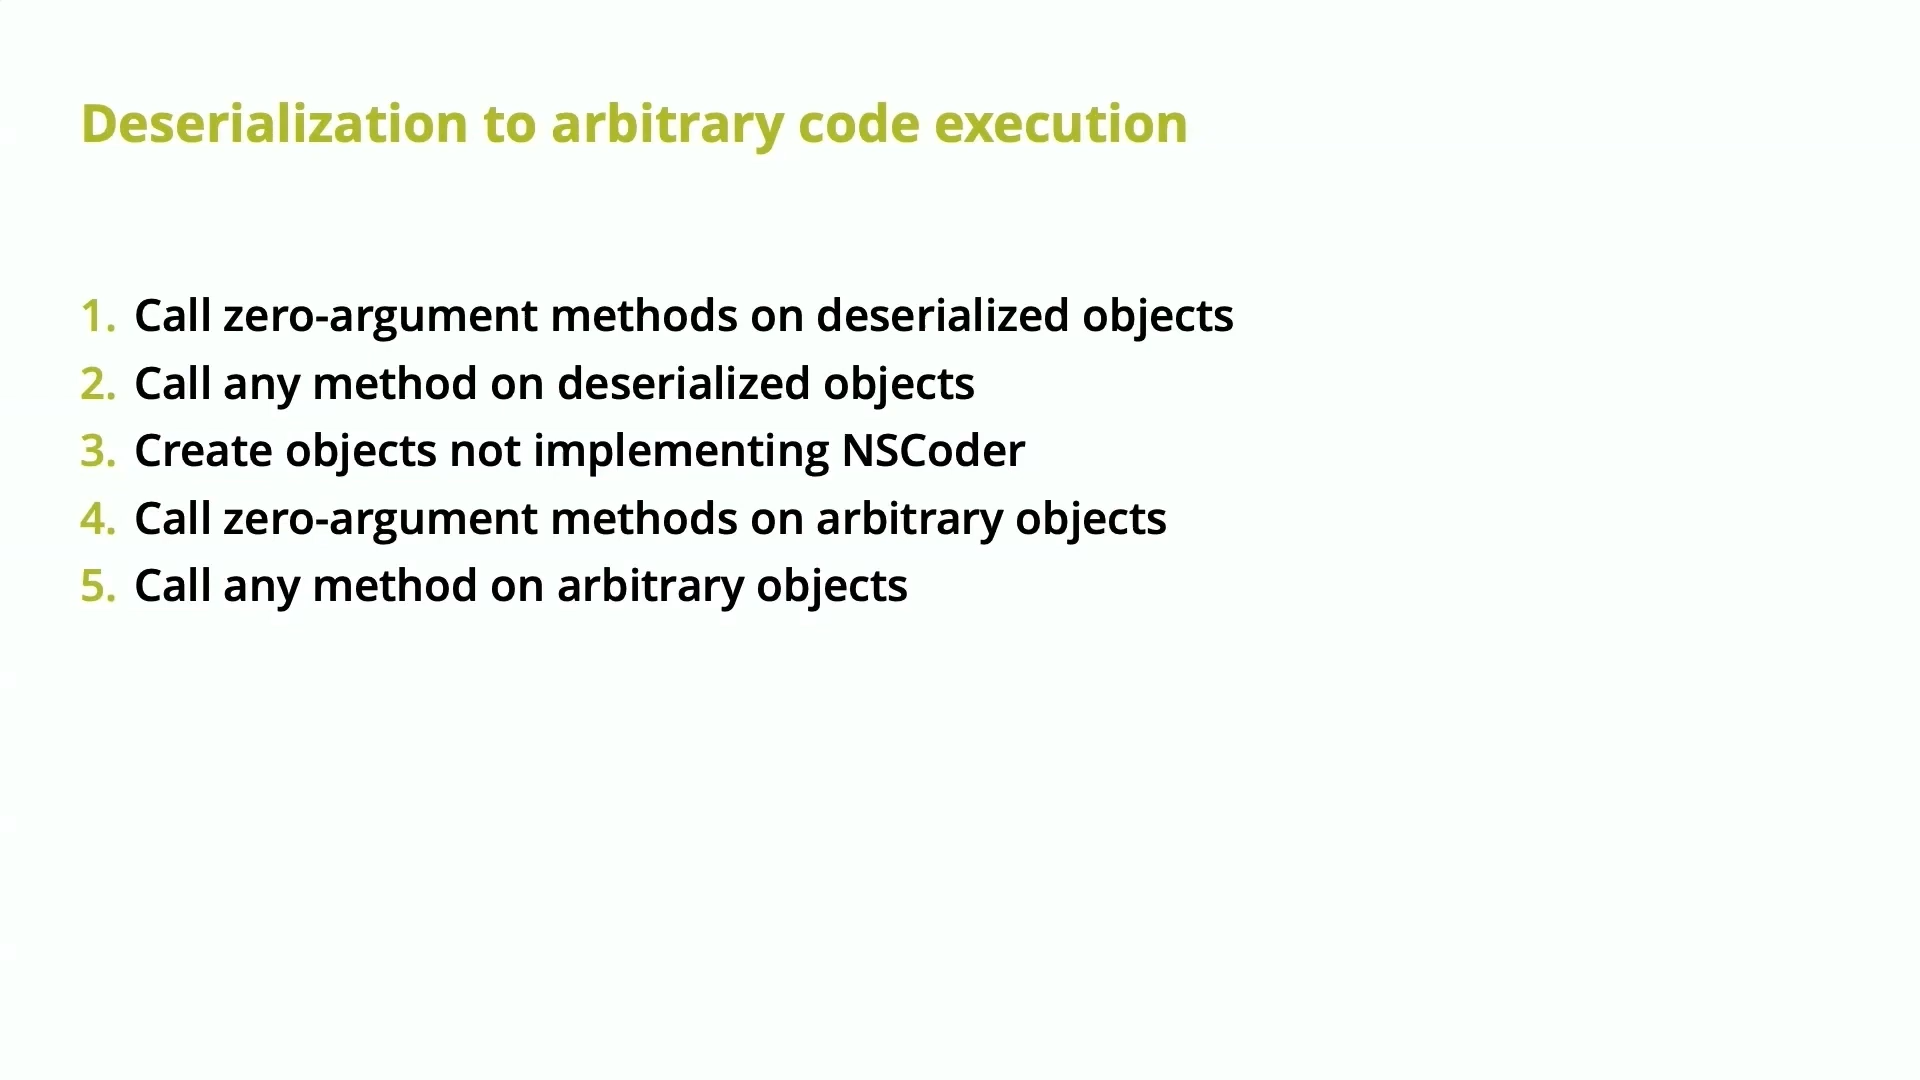 Deserialization to arbitrary code execution
1. Call zero-argument methods on deserialized objects
2. Call any method on deserialized objects
3. Create objects not implementing NSCoder
4. Call zero-argument methods on arbitrary objects
5. Call any method on arbitrary objects